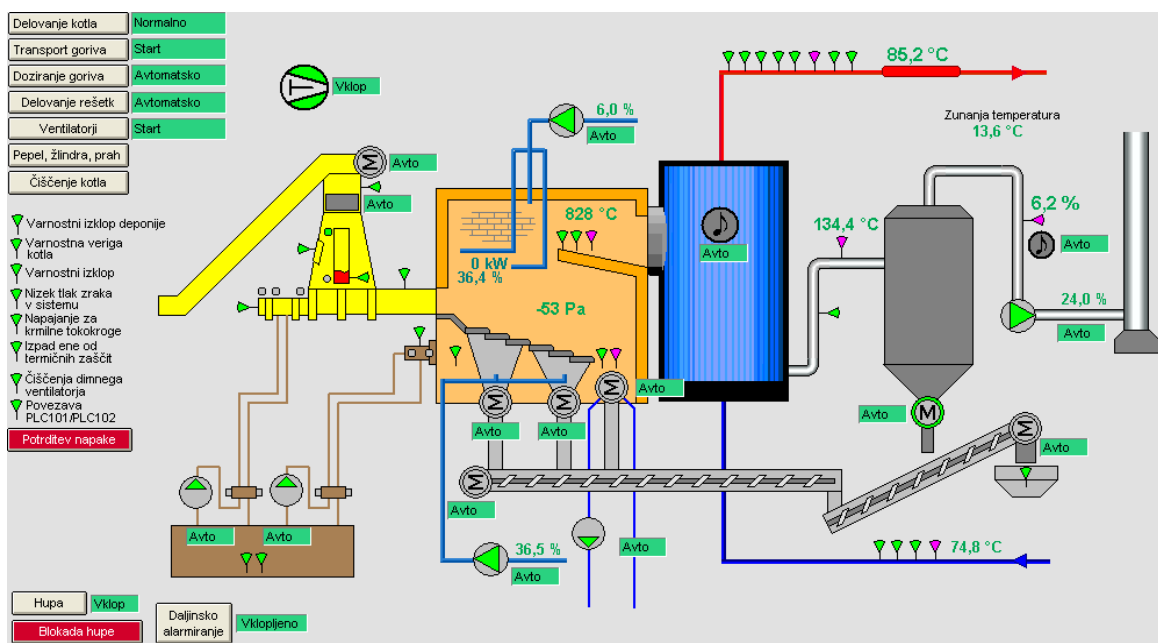 Delovanje kotla Normalno
Transport goriva Start
Doziranje goriva Avtomatsko
Delovanje rešetk Avtomatsko
Ventilatorji Start
Pepel, žlindra, prah
Čiščenje kotla
Varnostni izklop deponije
Varnostna veriga
kotla
Varnostni izklop
Nizek tlak zraka
v sistemu
Napajanje za
krmilne tokokroge
Izpad ene od
termičnih zaščit
Čiščenja dimnega
ventilatorja
Povezava
PLC101/PLC102
Potrditev napake
Vklop
M
Avto
Avto
6,0 %
Avto
828 °C
0 kW
36,4 %
-53 Pa
Avto
85,2 °C
Zunanja temperatura
13,6 °C
134,4 °C
6,2 %
Avto
24,0 %
Avto
M
Avto
M
Avto
M
Avto
M
Avto
M
Avto
M
Avto
Avto
Avto
36,5 %
Avto
Avto
74,8 °C
Hupa Vklop
Blokada hupe
Daljinsko
alarmiranje
Vklopljeno